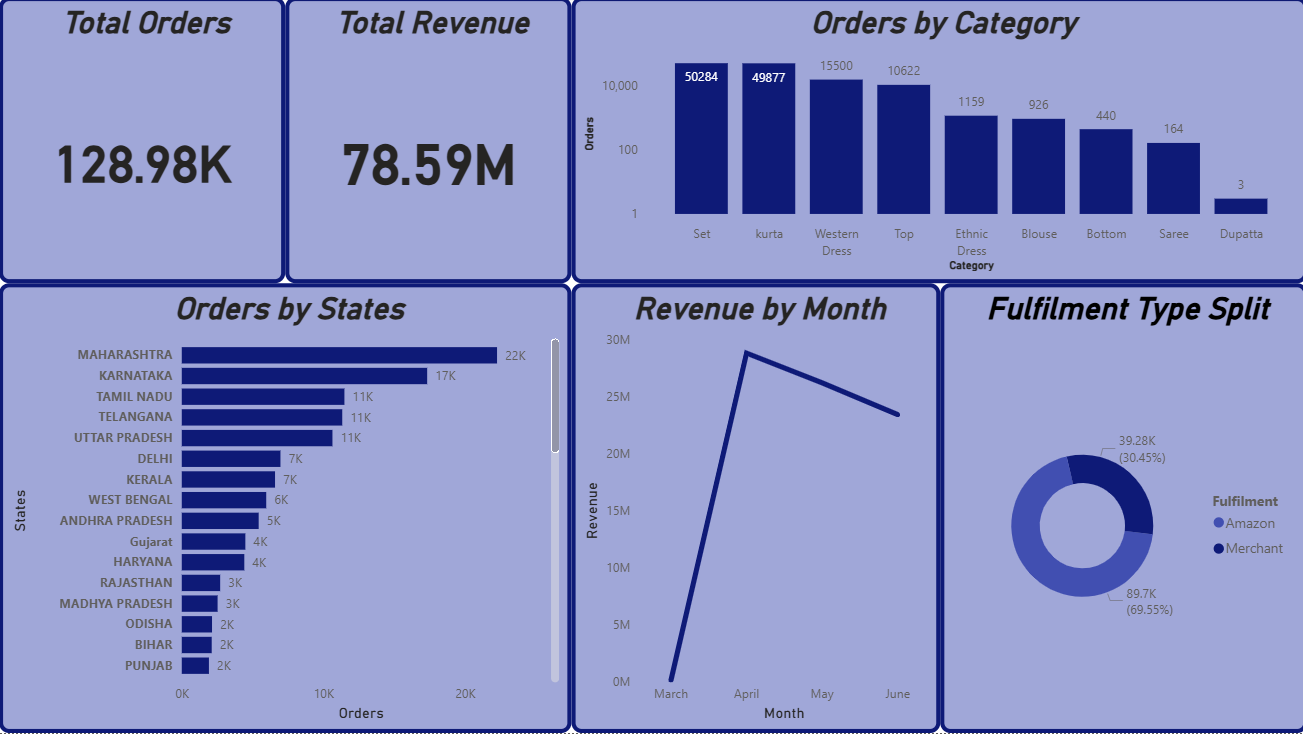 Total Orders
128.98K
Total Revenue
78.59M
Orders by Category
Orders
10,000
100
1
50284
49877
15500
10622
1159
926
440
164
3
Set
kurta
Western
Dress
Top
Ethnic
Dress
Blouse
Bottom
Saree
Dupatta
Category
Orders by States
States
MAHARASHTRA 22K
KARNATAKA 17K
TAMIL NADU 11K
TELANGANA 11K
UTTAR PRADESH 11K
DELHI 7K
KERALA 7K
WEST BENGAL 6K
ANDHRA PRADESH 5K
Gujarat 4K
HARYANA 4K
RAJASTHAN 3K
MADHYA PRADESH 3K
ODISHA 2K
BIHAR 2K
PUNJAB 2K
0K 10K 20K
Orders
Revenue by Month
Revenue
30M
25M
20M
15M
10M
5M
0M
March April May June
Month
Fulfilment Type Split
39.28K
(30.45%)
89.7K
(69.55%)
Fulfilment
Amazon
Merchant